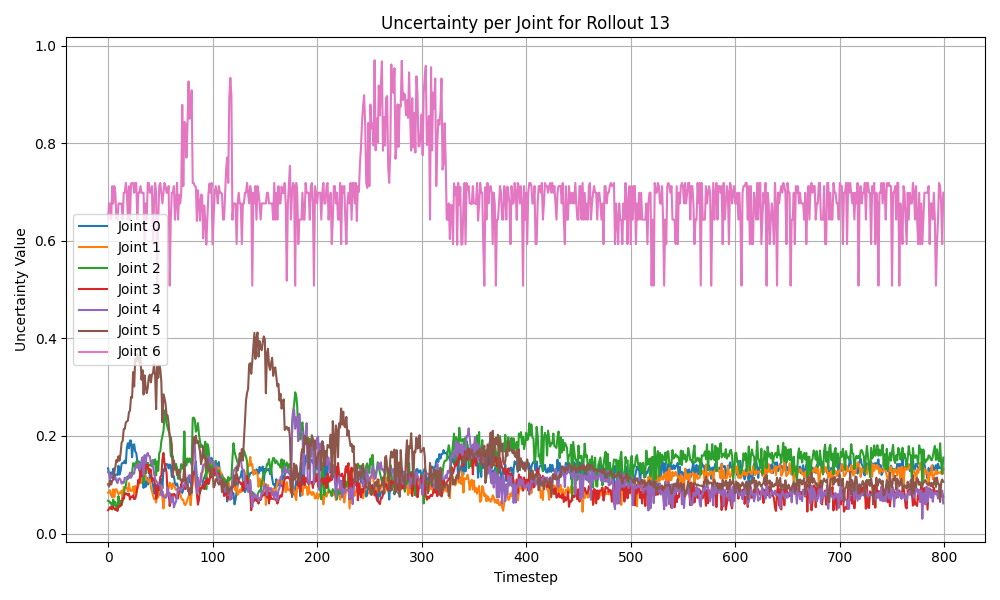 Uncertainty per Joint for Rollout 13
1.0
0.8
0.6
0.4
0.2
0.0
Uncertainty Value
Joint 0
Joint 1
Joint 2
Joint 3
Joint 4
Joint 5
Joint 6
0 100 200 300 400 500 600 700 800
Timestep